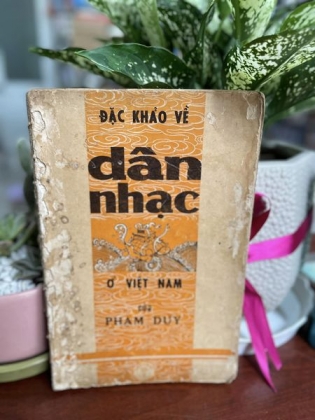 ĐẶC KHẢO VỀ
dân
nhạc
Ở VIỆT NAM
của
PHẠM DUY